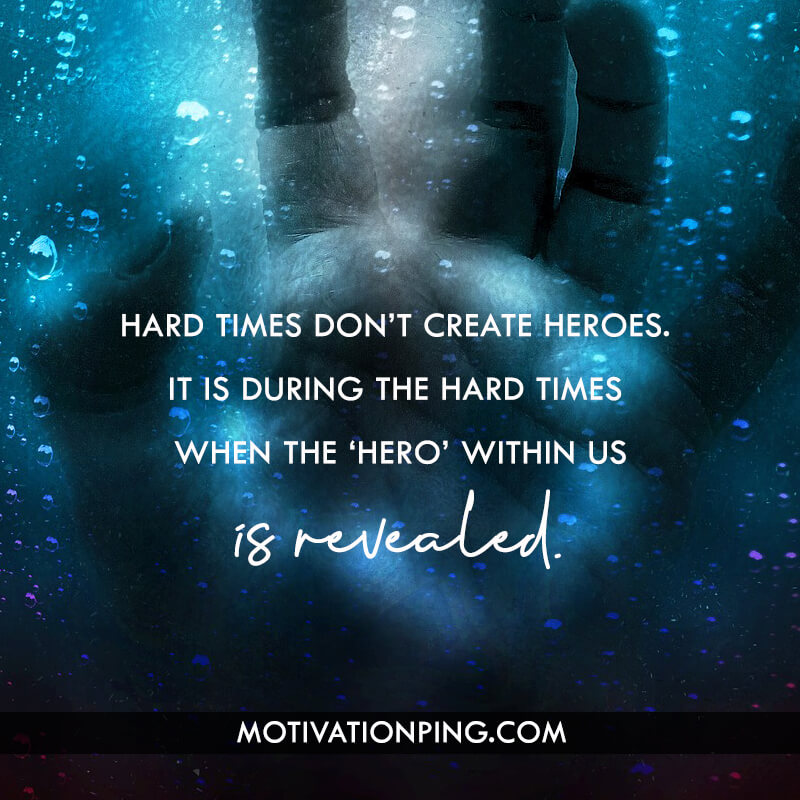 HARD TIMES DON’T CREATE HEROES.
IT IS DURING THE HARD TIMES
WHEN THE ‘HERO’ WITHIN US
is revealed.
MOTIVATIONPING.COM